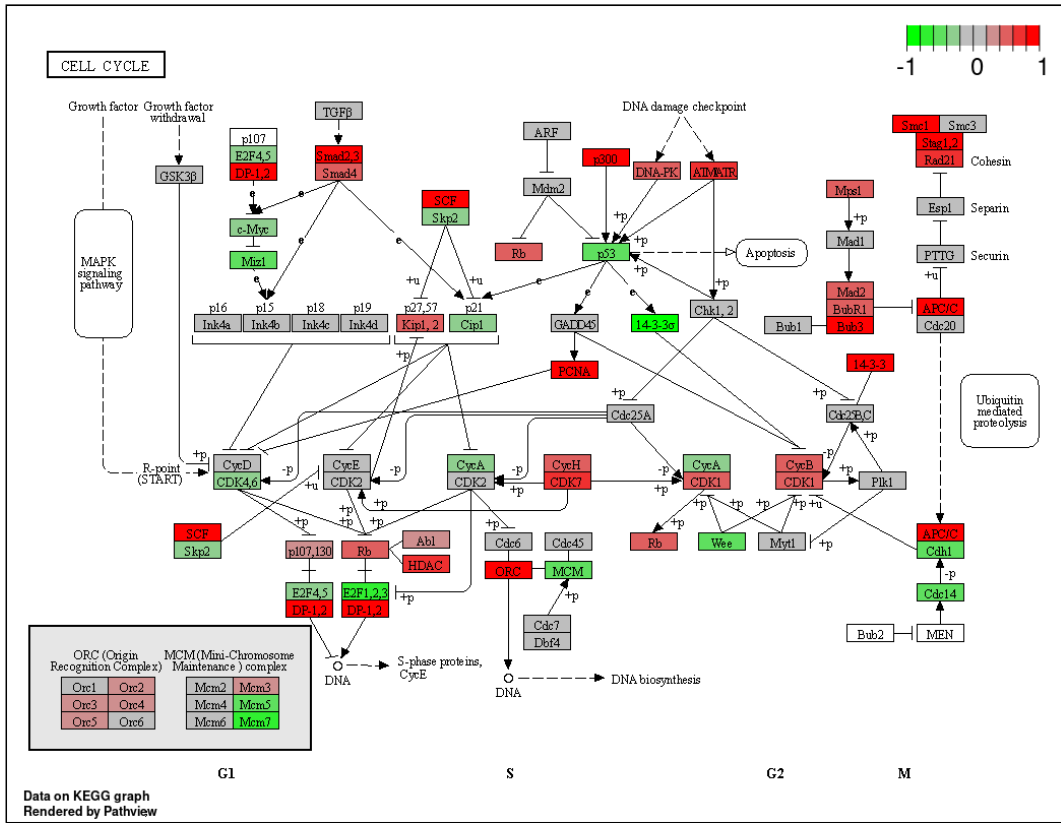 CELL CYCLE
-1 0 1
Growth factor
Growth factor
withdrawal
TGFβ
DNA damage checkpoint
p107
E2F4,5
DP-1,2
Smad2,3
Smad4
ARF
p300
DNA-PK
ATM/ATR
Smc1
Smc3
Stag1,2
Rad21
Cohesin
GSK3β
Mdm2
Mps1
SCF
Skp2
e
e
c-Myc
Miz1
e
e
e
Rb
p53
+p
+p
+p
Mad1
Esp1
Separin
PTTG
Securin
MAPK
signaling
pathway
Apoptosis
+u
+u
+u
e
e
e
+p
p16
Ink4a
p15
Ink4b
p18
Ink4c
p19
Ink4d
p27,57
Kip1, 2
p21
Cip1
GADD45
14-3-3σ
Chk1, 2
Mad2
BubR1
Bub3
Bub1
APC/C
Cdc20
+p
PCNA
14-3-3
+p
+p
Cdc25A
Cdc25B,C
Ubiquitin
mediated
proteolysis
R-point
(START)
+p
CycD
CDK4,6
-p
CycE
CDK2
-p
CycA
CDK2
-p
+p
CycH
CDK7
+p
-p
CycA
CDK1
CycB
CDK1
-p
+p
+p
+p
Plk1
+u
+p
+p
+p
+p
+p
+p
+p
+p
+p
+u
+p
SCF
Skp2
p107,130
Rb
Abl
HDAC
Cdc6
Cdc45
ORC
MCM
Rb
Wee
Myt1
APC/C
Cdh1
-p
Cdc14
E2F4,5
DP-1,2
E2F1,2,3
DP-1,2
+p
+p
Cdc7
Dbf4
Bub2
MEN
DNA
S-phase proteins,
CycE
DNA
DNA biosynthesis
ORC (Origin
Recognition Complex)
MCM (Mini-Chromosome
Maintenance ) complex
Orc1 Orc2
Orc3 Orc4
Orc5 Orc6
Mcm2 Mcm3
Mcm4 Mcm5
Mcm6 Mcm7
G1 S G2 M
Data on KEGG graph
Rendered by Pathview